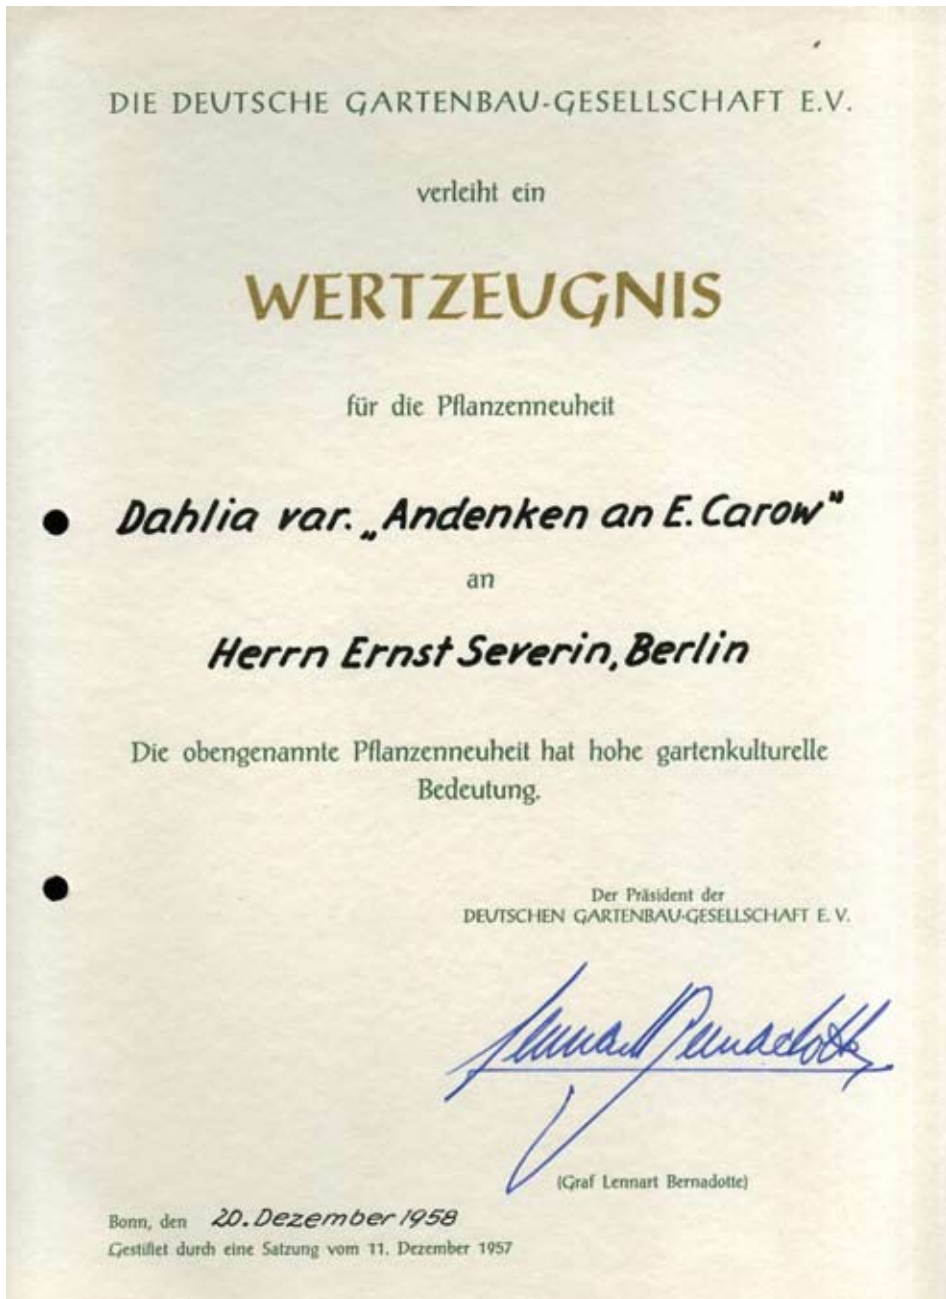 DIE DEUTSCHE GARTENBAU-GESELLSCHAFT E.V.
verleiht ein
WERTZEUGNIS
für die Pflanzenneuheit
Dahlia var. „Andenken an E. Carow"
an
Herrn Ernst Severin, Berlin
Die obengenannte Pflanzenneuheit hat hohe gartenkulturelle
Bedeutung.
Der Präsident der
DEUTSCHEN GARTENBAU-GESELLSCHAFT E. V.
Lennart Bernadotte
(Graf Lennart Bernadotte)
Bonn, den 20. Dezember 1958
Gestiftet durch eine Satzung vom 11. Dezember 1957